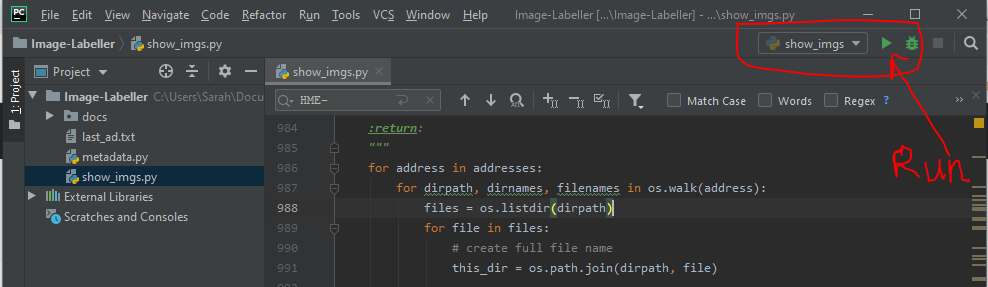 PC File Edit View Navigate Code Refactor Run Tools VCS Window Help Image-Labeller [...\Image-Labeller] - ...\show_imgs.py
Image-Labeller show_imgs.py show_imgs
1: Project
Project show_imgs.py
Image-Labeller C:\Users\Sarah\Docu
docs
last_ad.txt
metadata.py
show_imgs.py
External Libraries
Scratches and Consoles
HME- Match Case Words Regex ? »
984 :return:
985 """
986 for address in addresses:
987 for dirpath, dirnames, filenames in os.walk(address):
988 files = os.listdir(dirpath)
989 for file in files:
990 # create full file name
991 this_dir = os.path.join(dirpath, file)
Run